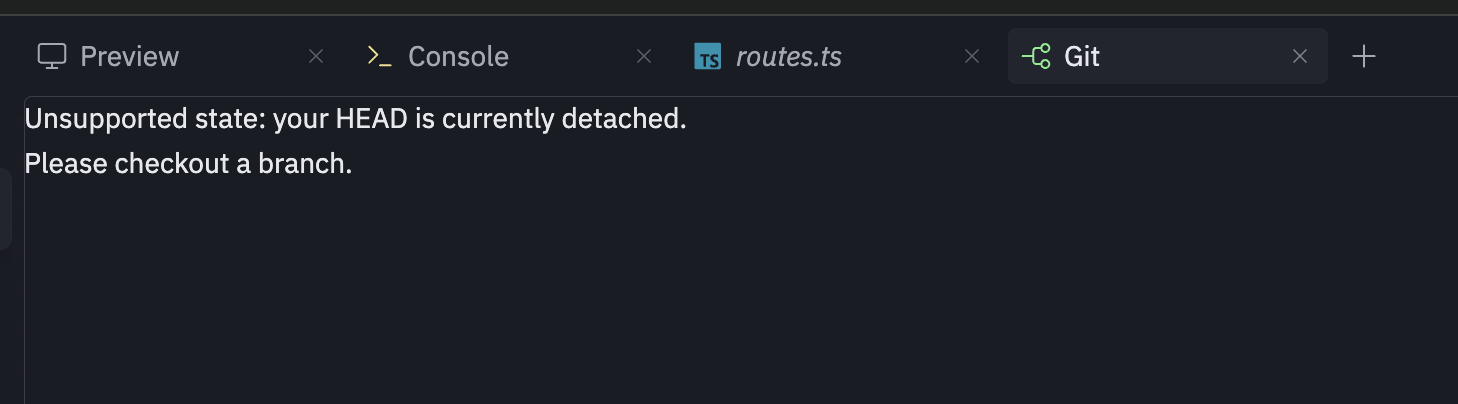 Preview
Console
TS routes.ts
Git
Unsupported state: your HEAD is currently detached.
Please checkout a branch.